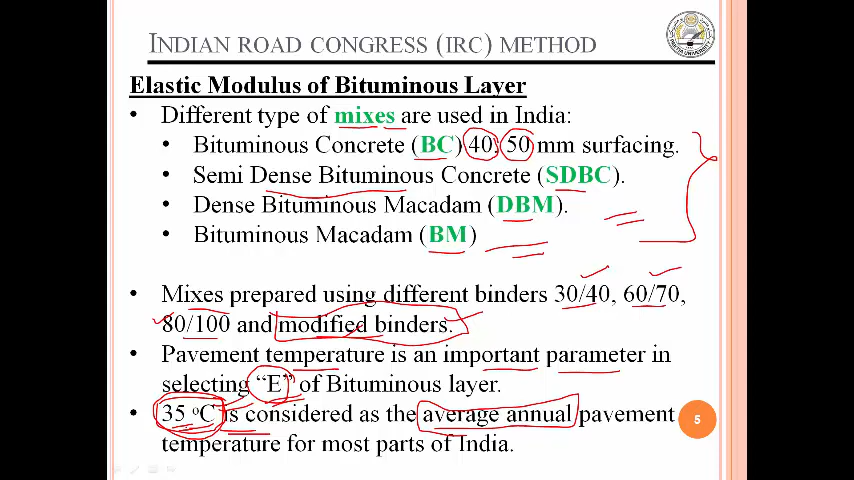 INDIAN ROAD CONGRESS (IRC) METHOD
Elastic Modulus of Bituminous Layer
• Different type of mixes are used in India:
• Bituminous Concrete (BC) 40, 50 mm surfacing.
• Semi Dense Bituminous Concrete (SDBC).
• Dense Bituminous Macadam (DBM).
• Bituminous Macadam (BM)
• Mixes prepared using different binders 30/40, 60/70,
80/100 and modified binders.
• Pavement temperature is an important parameter in
selecting “E” of Bituminous layer.
• 35 °C is considered as the average annual pavement
temperature for most parts of India.
5